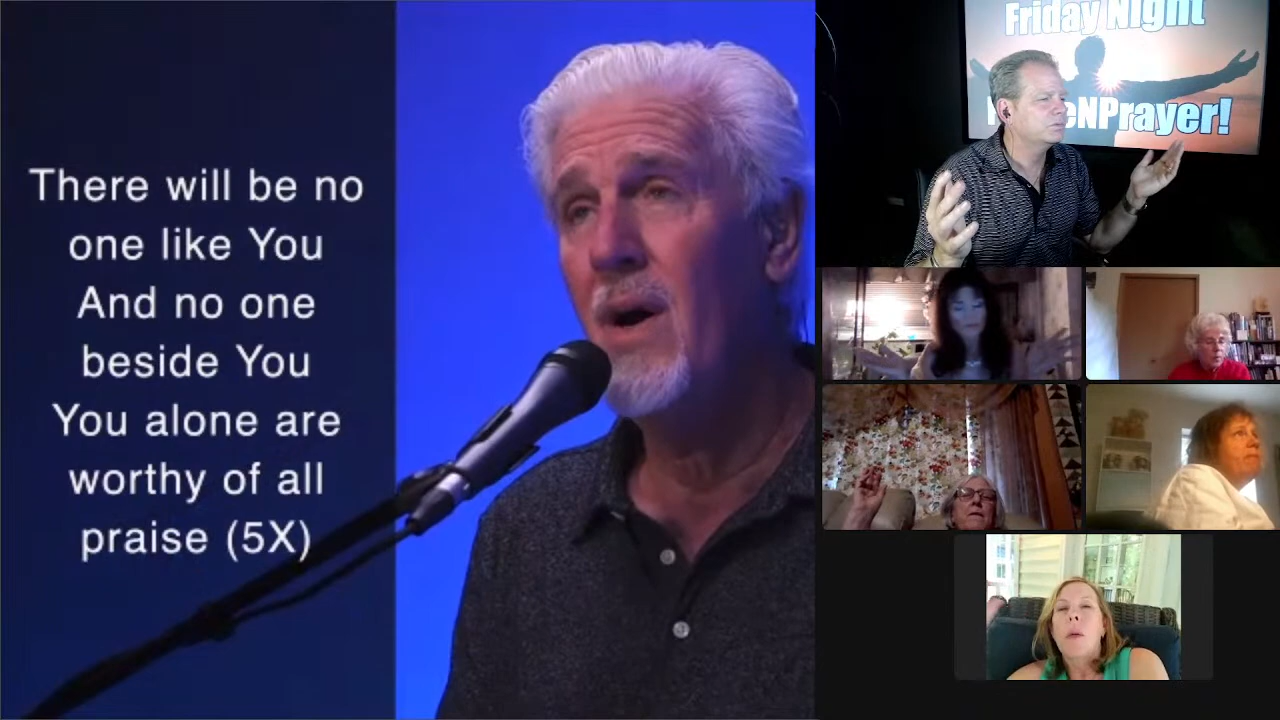 There will be no
one like You
And no one
beside You
You alone are
worthy of all
praise (5X)
Friday Night
NPrayer!